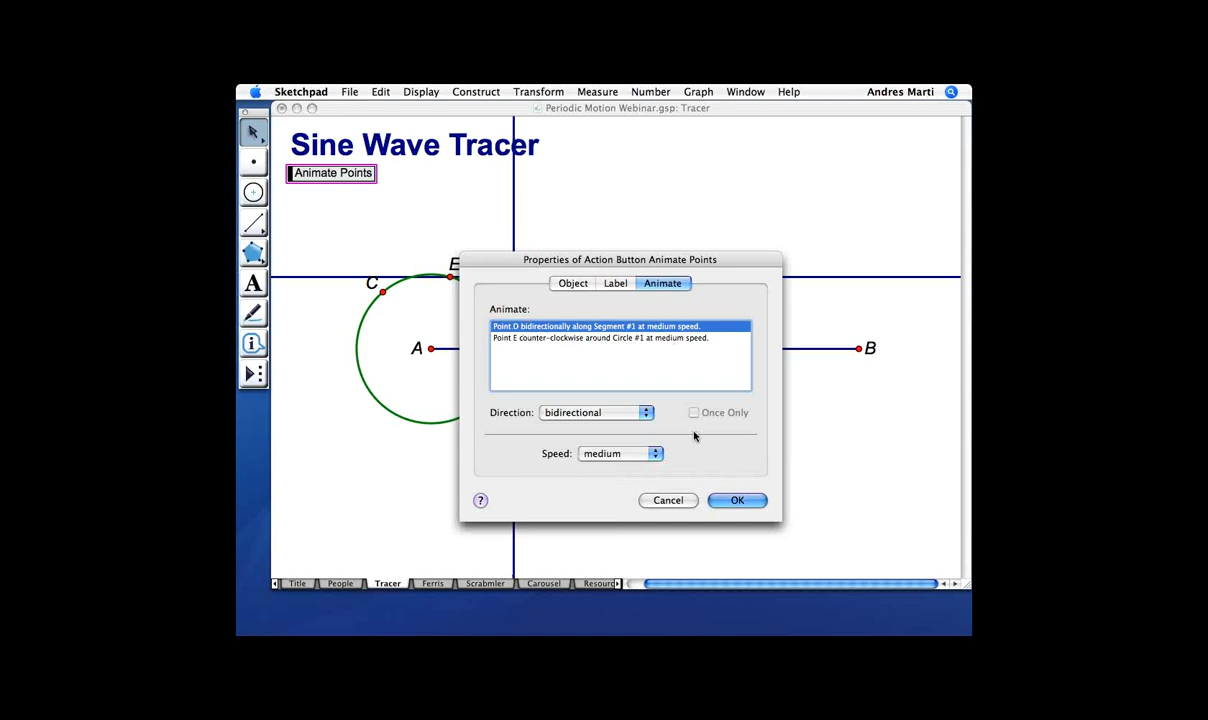 Sketchpad File Edit Display Construct Transform Measure Number Graph Window Help Andres Marti
Periodic Motion Webinar.gsp: Tracer
Sine Wave Tracer
Animate Points
Properties of Action Button Animate Points
Object Label Animate
Animate:
Point D bidirectionally along Segment #1 at medium speed.
Point E counter-clockwise around Circle #1 at medium speed.
Direction: bidirectional Once Only
Speed: medium
? Cancel OK
E
C
A
B
A
Title People Tracer Ferris Scrabmler Carousel Resourc